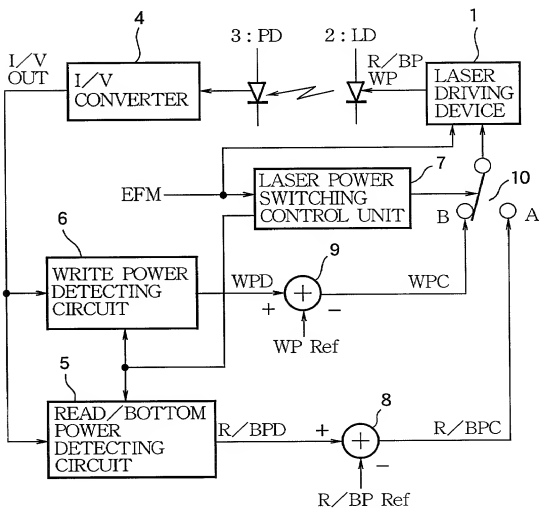 4
3:PD
2:LD
1
I/V
OUT
I/V
CONVERTER
R/BP
WP
LASER
DRIVING
DEVICE
7
EFM
LASER POWER
SWITCHING
CONTROL UNIT
10
B
A
6
WRITE POWER
DETECTING
CIRCUIT
WPD
9
+
+
−
WPC
WP Ref
5
READ/BOTTOM
POWER
DETECTING
CIRCUIT
R/BPD
8
+
+
−
R/BPC
R/BP Ref